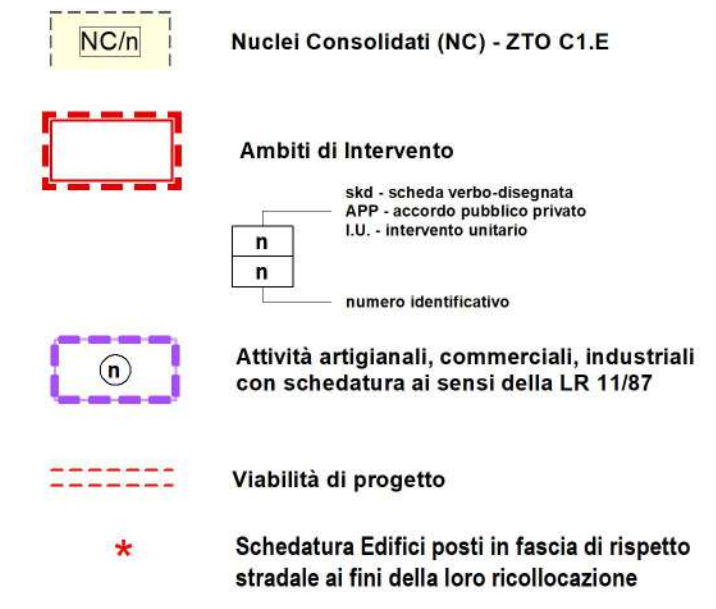 NC/n
Nuclei Consolidati (NC) - ZTO C1.E
Ambiti di Intervento
skd - scheda verbo-disegnata
APP - accordo pubblico privato
I.U. - intervento unitario
n
n
numero identificativo
n
Attività artigianali, commerciali, industriali
con schedatura ai sensi della LR 11/87
Viabilità di progetto
*
Schedatura Edifici posti in fascia di rispetto
stradale ai fini della loro ricollocazione